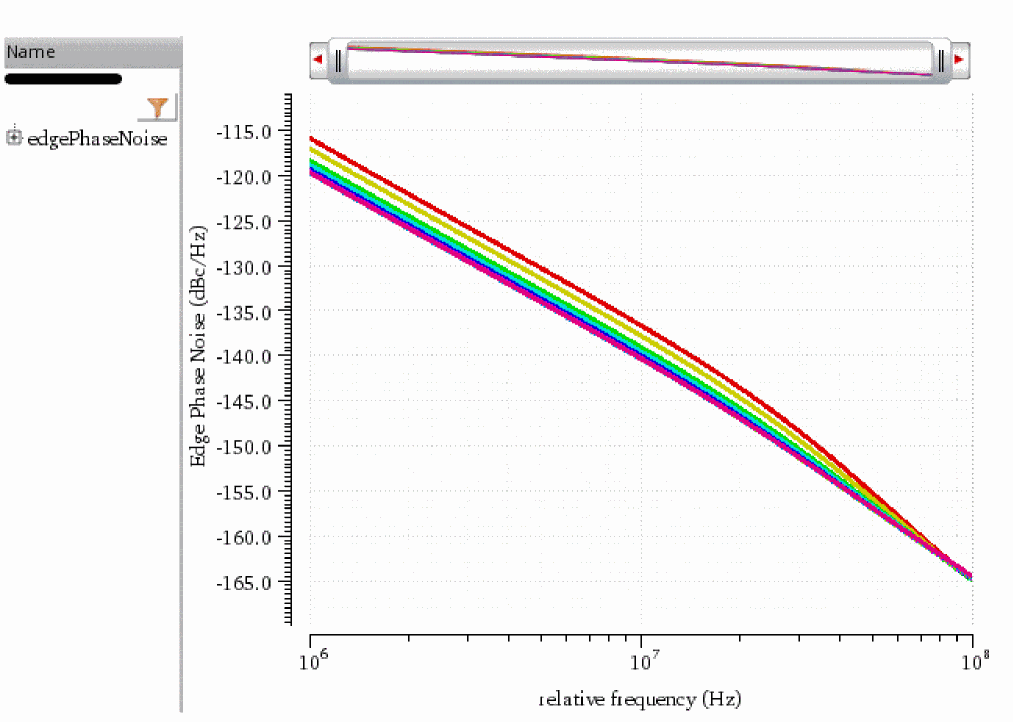 Name
edgePhaseNoise
Edge Phase Noise (dBc/Hz)
-115.0
-120.0
-125.0
-130.0
-135.0
-140.0
-145.0
-150.0
-155.0
-160.0
-165.0
10⁶ 10⁷ 10⁸
relative frequency (Hz)